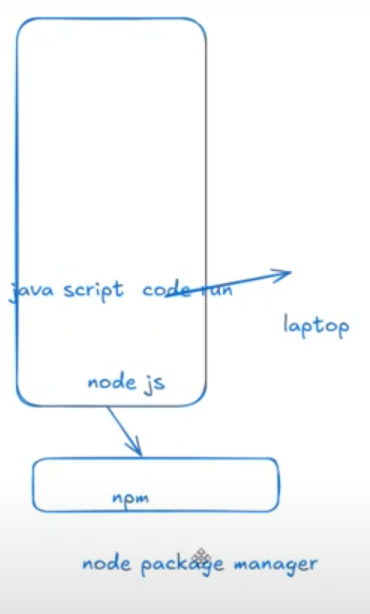 java script code run
laptop
node js
npm
node package manager